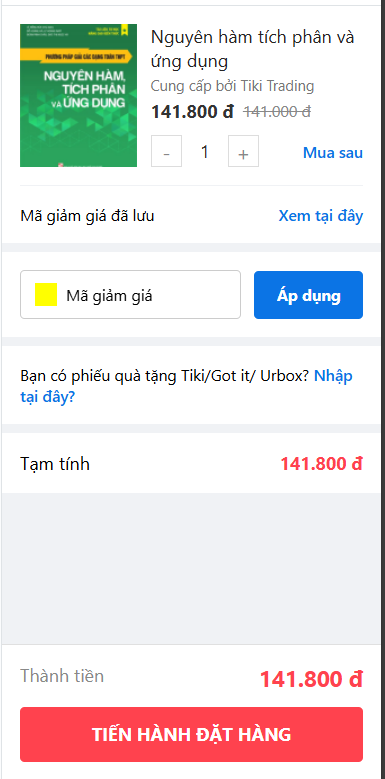 PHƯƠNG PHÁP GIẢI CÁC DẠNG TOÁN THPT
NGUYÊN HÀM,
TÍCH PHÂN
VÀ ỨNG DỤNG
Nguyên hàm tích phân và
ứng dụng
Cung cấp bởi Tiki Trading
141.800 đ 141.000 đ
- 1 + Mua sau
Mã giảm giá đã lưu Xem tại đây
Mã giảm giá Áp dụng
Bạn có phiếu quà tặng Tiki/Got it/ Urbox? Nhập
tại đây?
Tạm tính 141.800 đ
Thành tiền 141.800 đ
TIẾN HÀNH ĐẶT HÀNG